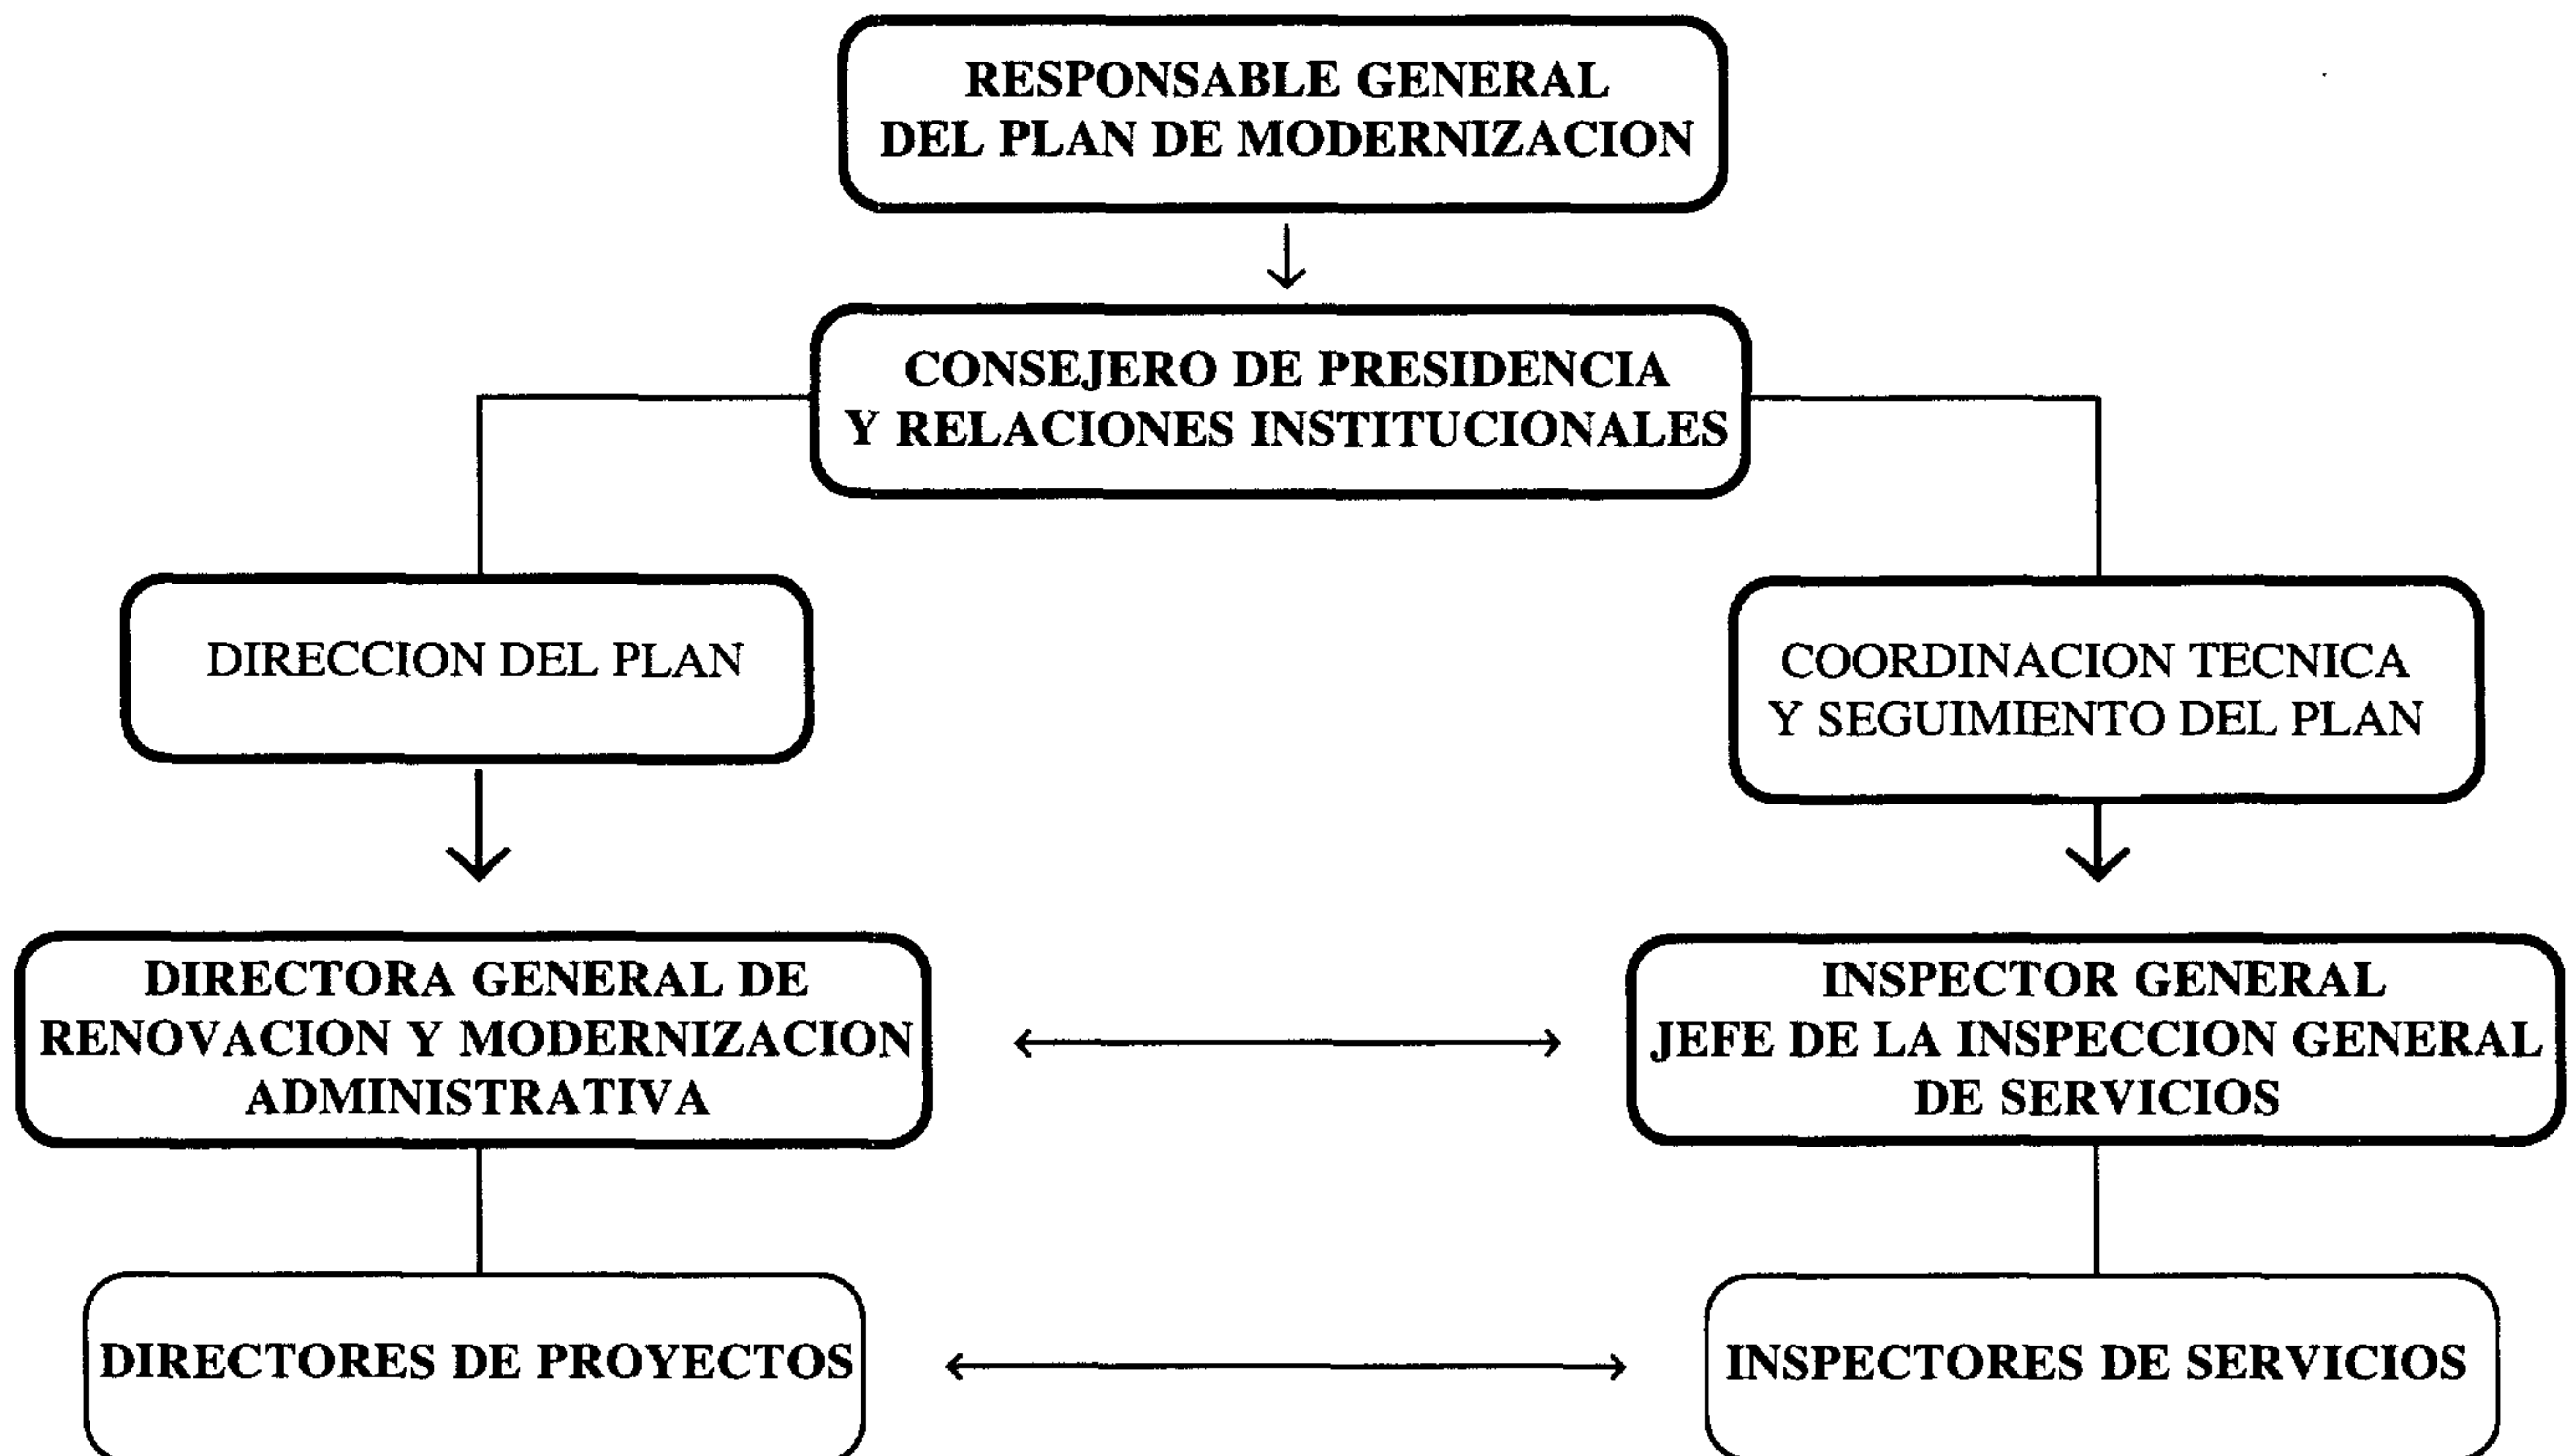 RESPONSABLE GENERAL
DEL PLAN DE MODERNIZACION
CONSEJERO DE PRESIDENCIA
Y RELACIONES INSTITUCIONALES
DIRECCION DEL PLAN
COORDINACION TECNICA
Y SEGUIMIENTO DEL PLAN
DIRECTORA GENERAL DE
RENOVACION Y MODERNIZACION
ADMINISTRATIVA
INSPECTOR GENERAL
JEFE DE LA INSPECCION GENERAL
DE SERVICIOS
DIRECTORES DE PROYECTOS
INSPECTORES DE SERVICIOS